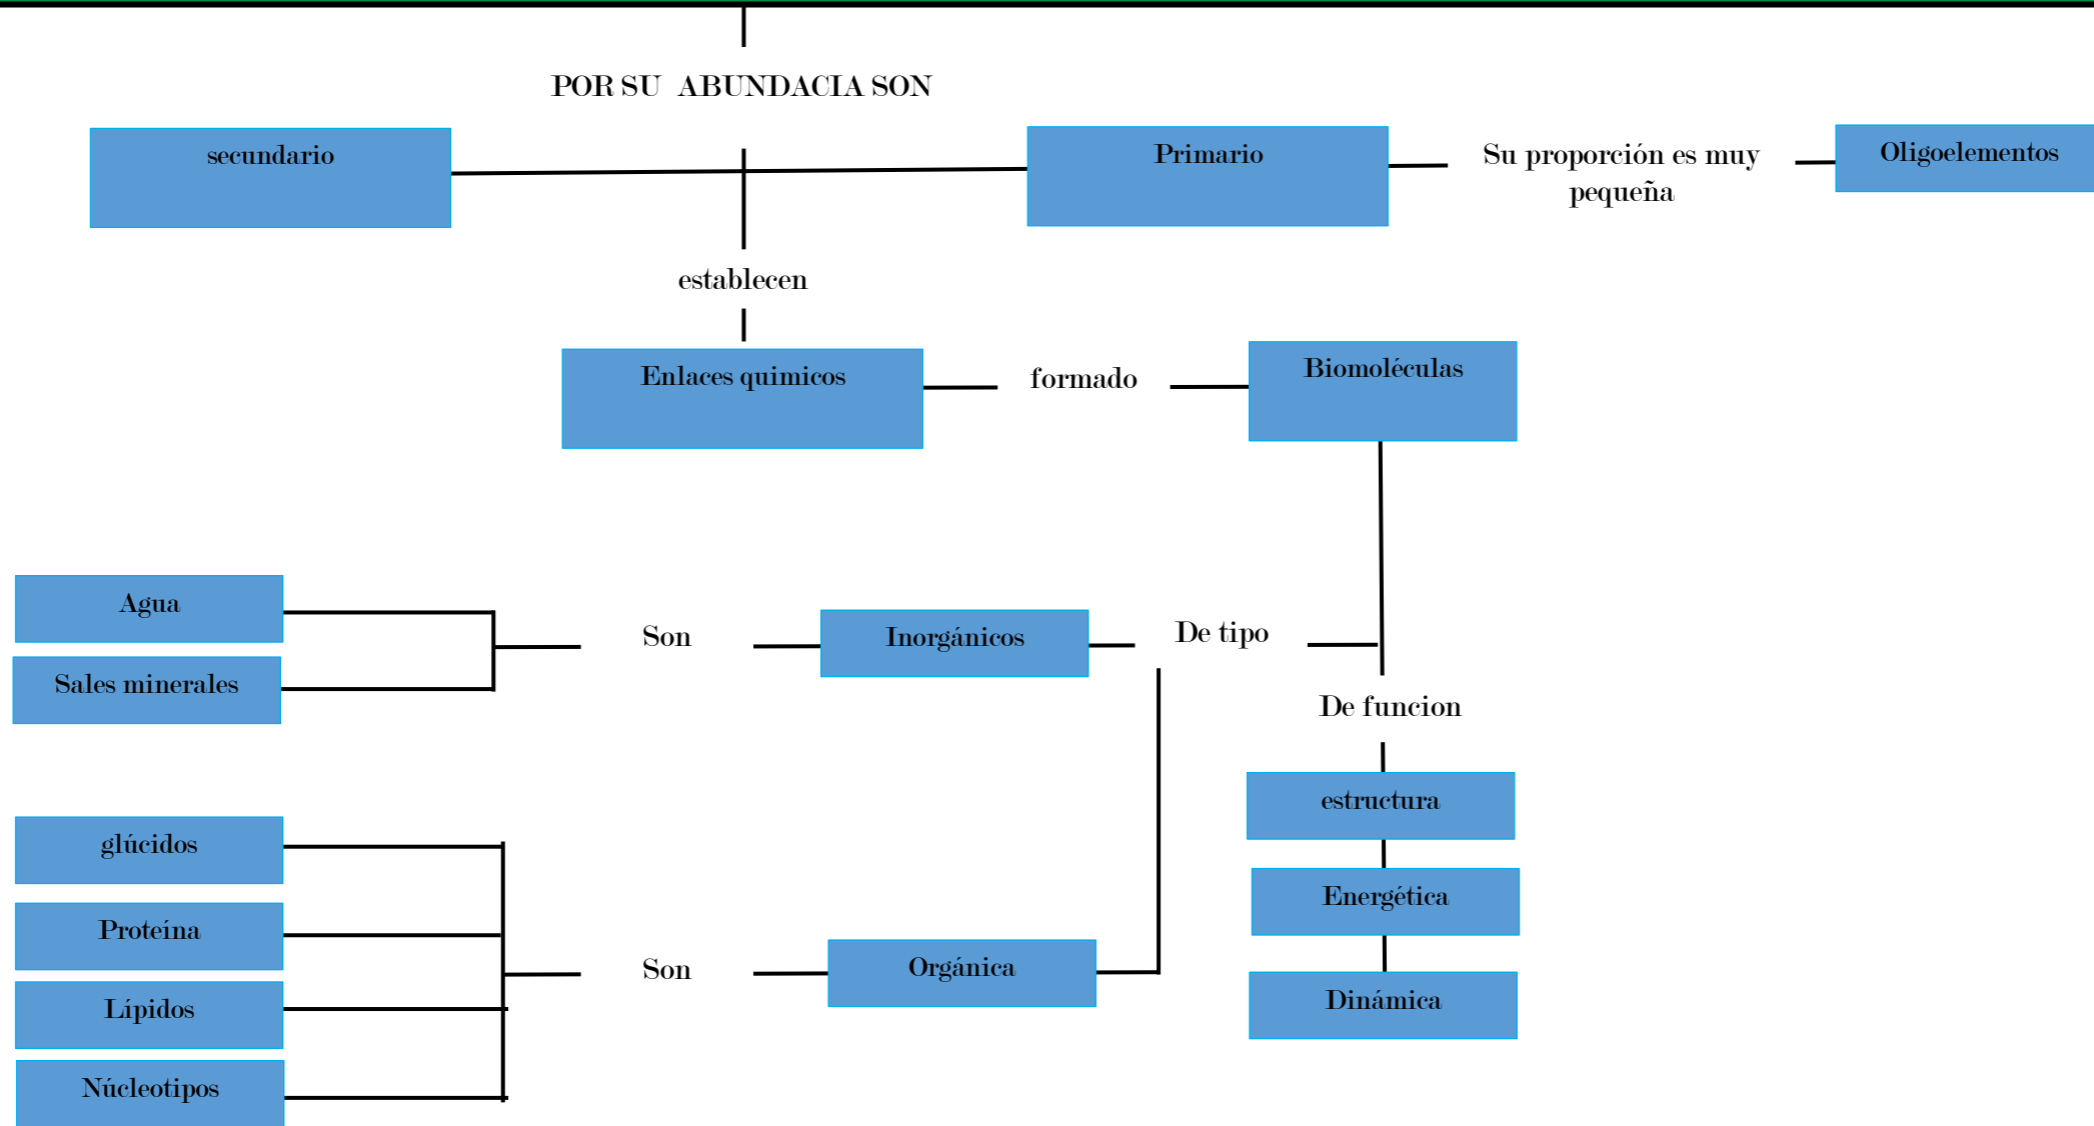 POR SU ABUNDACIA SON
secundario
Primario
Su proporción es muy
pequeña
Oligoelementos
establecen
Enlaces quimicos
formado
Biomoléculas
Agua
Son
Inorgánicos
De tipo
Sales minerales
De funcion
estructura
glúcidos
Energética
Proteína
Son
Orgánica
Dinámica
Lípidos
Núcleotipos